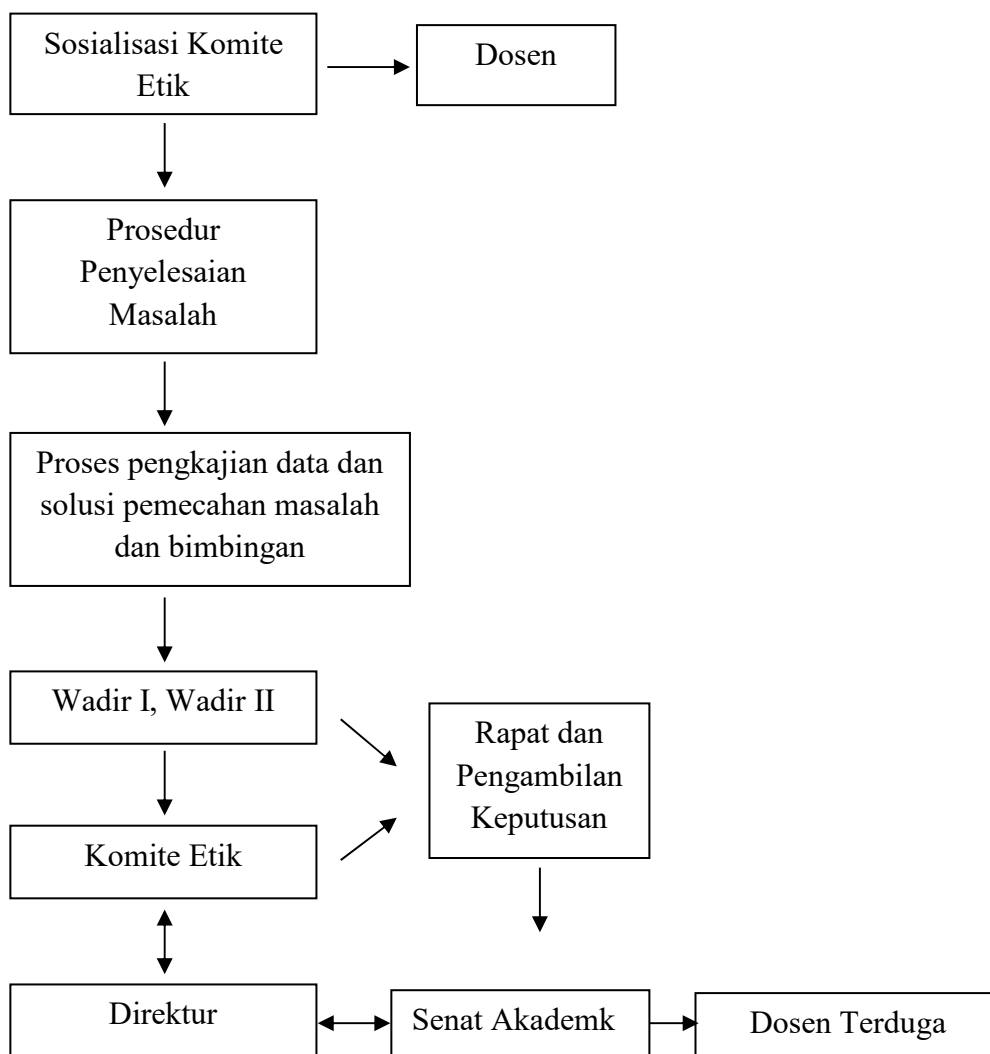 Sosialisasi Komite
Etik
Dosen
Prosedur
Penyelesaian
Masalah
Proses pengkajian data dan
solusi pemecahan masalah
dan bimbingan
Wadir I, Wadir II
Rapat dan
Pengambilan
Keputusan
Komite Etik
Direktur
Senat Akademk
Dosen Terduga